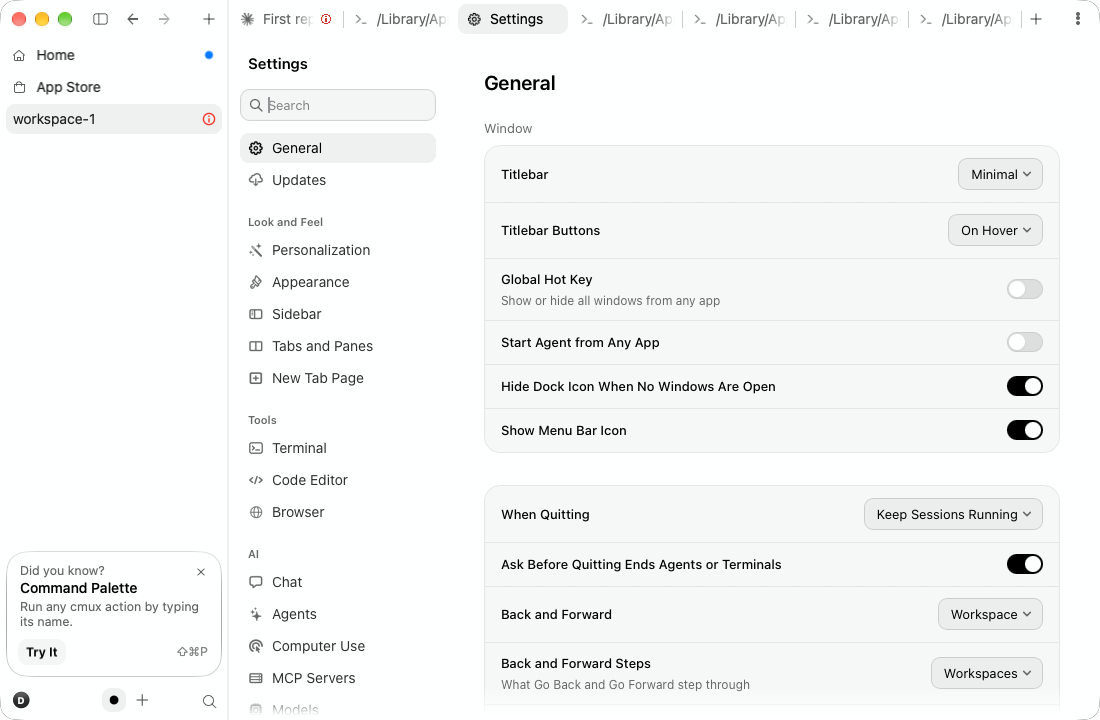 Home
App Store
workspace-1
Did you know?
Command Palette
Run any cmux action by typing
its name.
Try It
⇧⌘P
D
First rep
/Library/Ap
Settings
/Library/Ap
/Library/Ap
/Library/Ap
/Library/Ap
Settings
Search
General
Updates
Look and Feel
Personalization
Appearance
Sidebar
Tabs and Panes
New Tab Page
Tools
Terminal
Code Editor
Browser
AI
Chat
Agents
Computer Use
MCP Servers
Models
General
Window
Titlebar
Minimal
Titlebar Buttons
On Hover
Global Hot Key
Show or hide all windows from any app
Start Agent from Any App
Hide Dock Icon When No Windows Are Open
Show Menu Bar Icon
When Quitting
Keep Sessions Running
Ask Before Quitting Ends Agents or Terminals
Back and Forward
Workspace
Back and Forward Steps
What Go Back and Go Forward step through
Workspaces